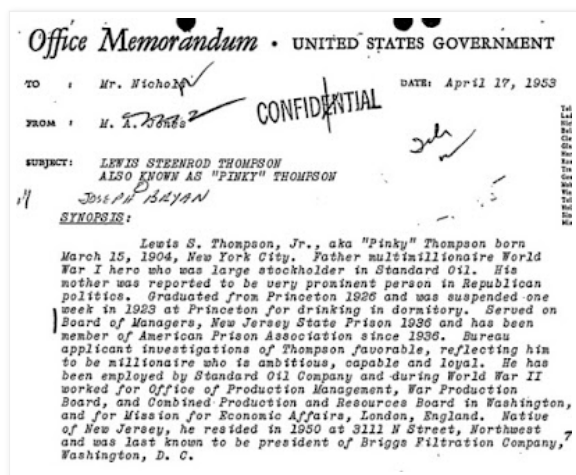 Office Memorandum • UNITED STATES GOVERNMENT
TO : Mr. Nichols
DATE: April 17, 1953
FROM : M. A. Jones
CONFIDENTIAL
SUBJECT: LEWIS STEENROD THOMPSON
ALSO KNOWN AS "PINKY" THOMPSON
JOSEPH BRYAN
SYNOPSIS:
Lewis S. Thompson, Jr., aka "Pinky" Thompson born
March 15, 1904, New York City. Father multimillionaire World
War I hero who was large stockholder in Standard Oil. His
mother was reported to be very prominent person in Republican
politics. Graduated from Princeton 1926 and was suspended one
week in 1923 at Princeton for drinking in dormitory. Served on
Board of Managers, New Jersey State Prison 1936 and has been
member of American Prison Association since 1936. Bureau
applicant investigations of Thompson favorable, reflecting him
to be millionaire who is ambitious, capable and loyal. He has
been employed by Standard Oil Company and during World War II
worked for Office of Production Management, War Production
Board, and Combined Production and Resources Board in Washington,
and for Mission for Economic Affairs, London, England. Native
of New Jersey, he resided in 1950 at 3111 N Street, Northwest
and was last known to be president of Briggs Filtration Company,
Washington, D. C.